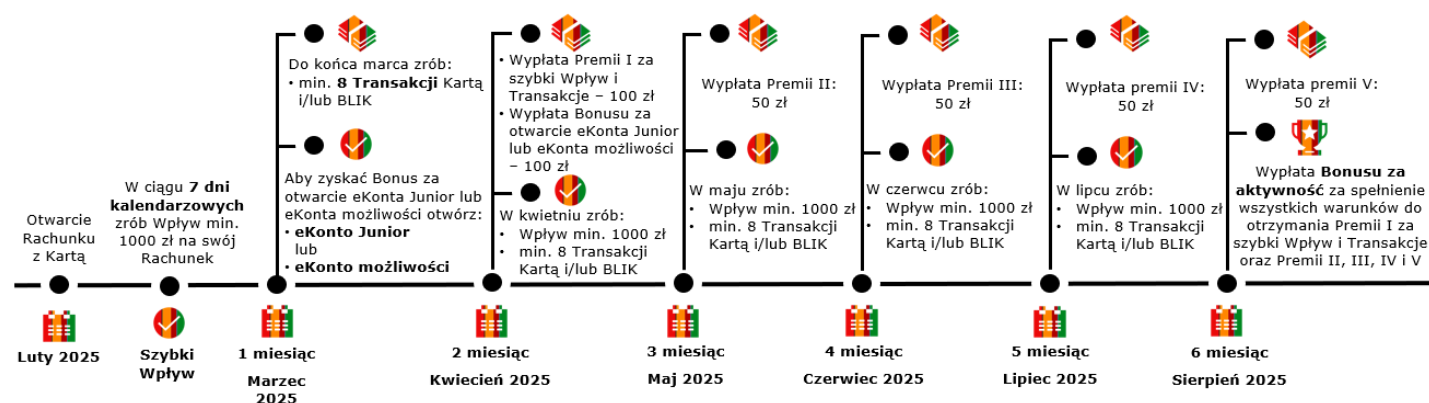 Otwarcie
Rachunku
z Kartą
Luty 2025
W ciągu 7 dni
kalendarzowych
zrób Wpływ min.
1000 zł na swój
Rachunek
Szybki
Wpływ
Do końca marca zrób:
• min. 8 Transakcji Kartą
i/lub BLIK
Aby zyskać Bonus za
otwarcie eKonta Junior lub
eKonta możliwości otwórz:
• eKonto Junior
lub
• eKonto możliwości
1 miesiąc
Marzec
2025
• Wypłata Premii I za
szybki Wpływ i
Transakcje – 100 zł
• Wypłata Bonusu za
otwarcie eKonta Junior
lub eKonta możliwości
– 100 zł
W kwietniu zrób:
• Wpływ min. 1000 zł
• min. 8 Transakcji
Kartą i/lub BLIK
2 miesiąc
Kwiecień 2025
Wypłata Premii II:
50 zł
W maju zrób:
• Wpływ min. 1000 zł
• min. 8 Transakcji
Kartą i/lub BLIK
3 miesiąc
Maj 2025
Wypłata Premii III:
50 zł
W czerwcu zrób:
• Wpływ min. 1000 zł
• min. 8 Transakcji
Kartą i/lub BLIK
4 miesiąc
Czerwiec 2025
Wypłata premii IV:
50 zł
W lipcu zrób:
• Wpływ min. 1000 zł
• min. 8 Transakcji
Kartą i/lub BLIK
5 miesiąc
Lipiec 2025
Wypłata premii V:
50 zł
Wypłata Bonusu za
aktywność za spełnienie
wszystkich warunków do
otrzymania Premii I za
szybki Wpływ i Transakcje
oraz Premii II, III, IV i V
6 miesiąc
Sierpień 2025